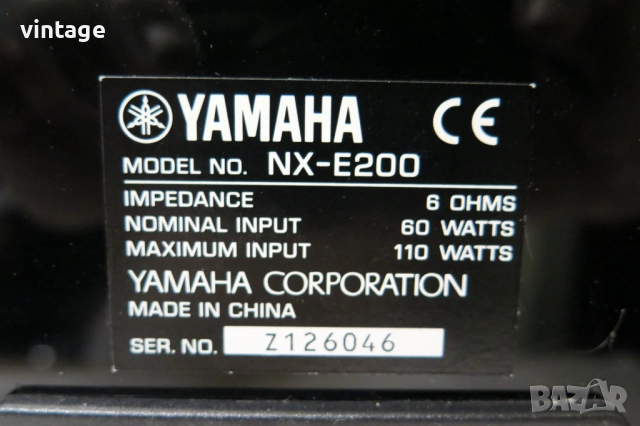 vintage
YAMAHA CE
MODEL NO. NX-E200
IMPEDANCE 6 OHMS
NOMINAL INPUT 60 WATTS
MAXIMUM INPUT 110 WATTS
YAMAHA CORPORATION
MADE IN CHINA
SER. NO. Z126046
BAZAR